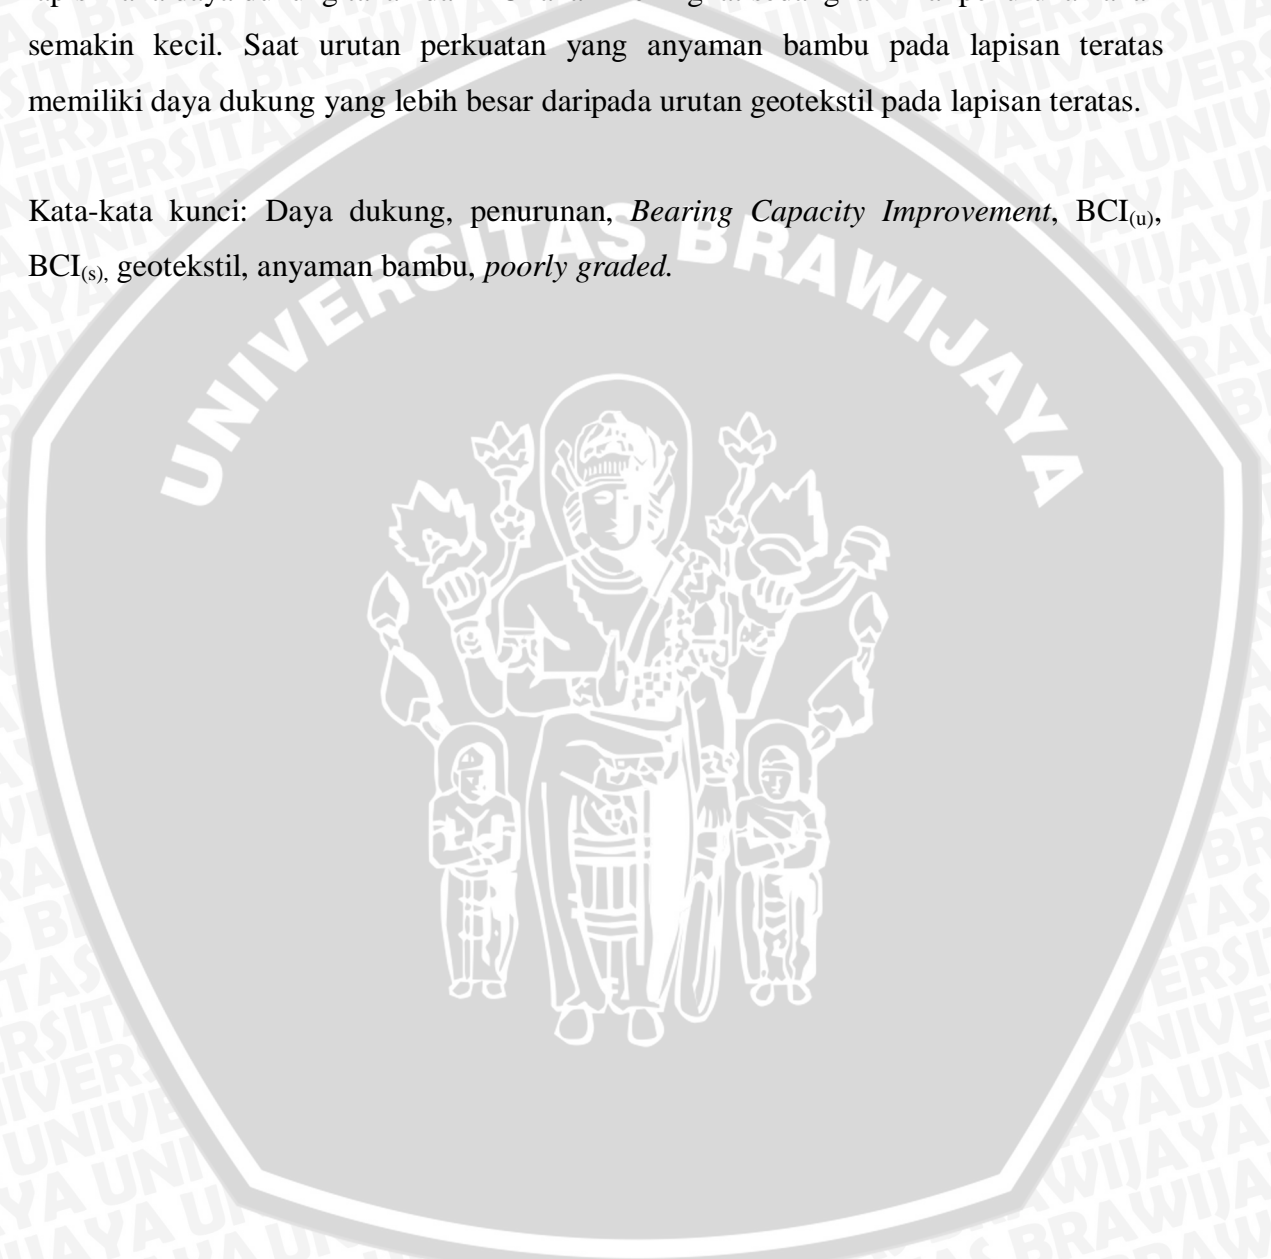 semakin kecil. Saat urutan perkuatan yang anyaman bambu pada lapisan teratas
memiliki daya dukung yang lebih besar daripada urutan geotekstil pada lapisan teratas.
Kata-kata kunci: Daya dukung, penurunan, Bearing Capacity Improvement, BCI(u),
BCI(s), geotekstil, anyaman bambu, poorly graded.
UNIVERSITAS BRAWIJAYA